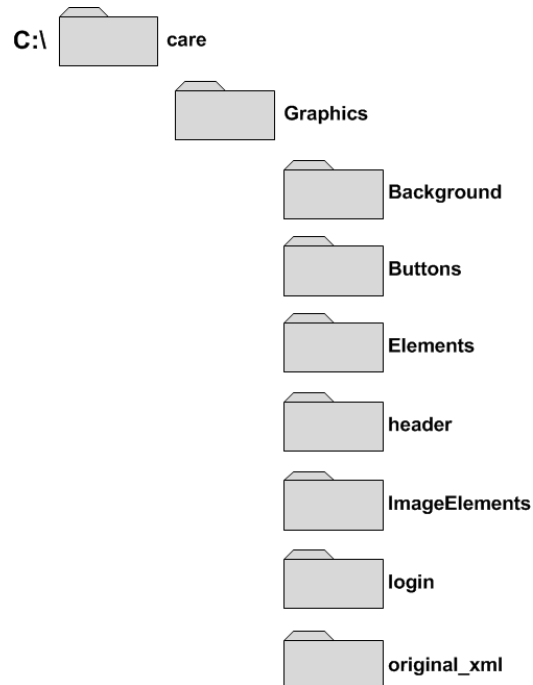 C:\ care
Graphics
Background
Buttons
Elements
header
ImageElements
login
original_xml